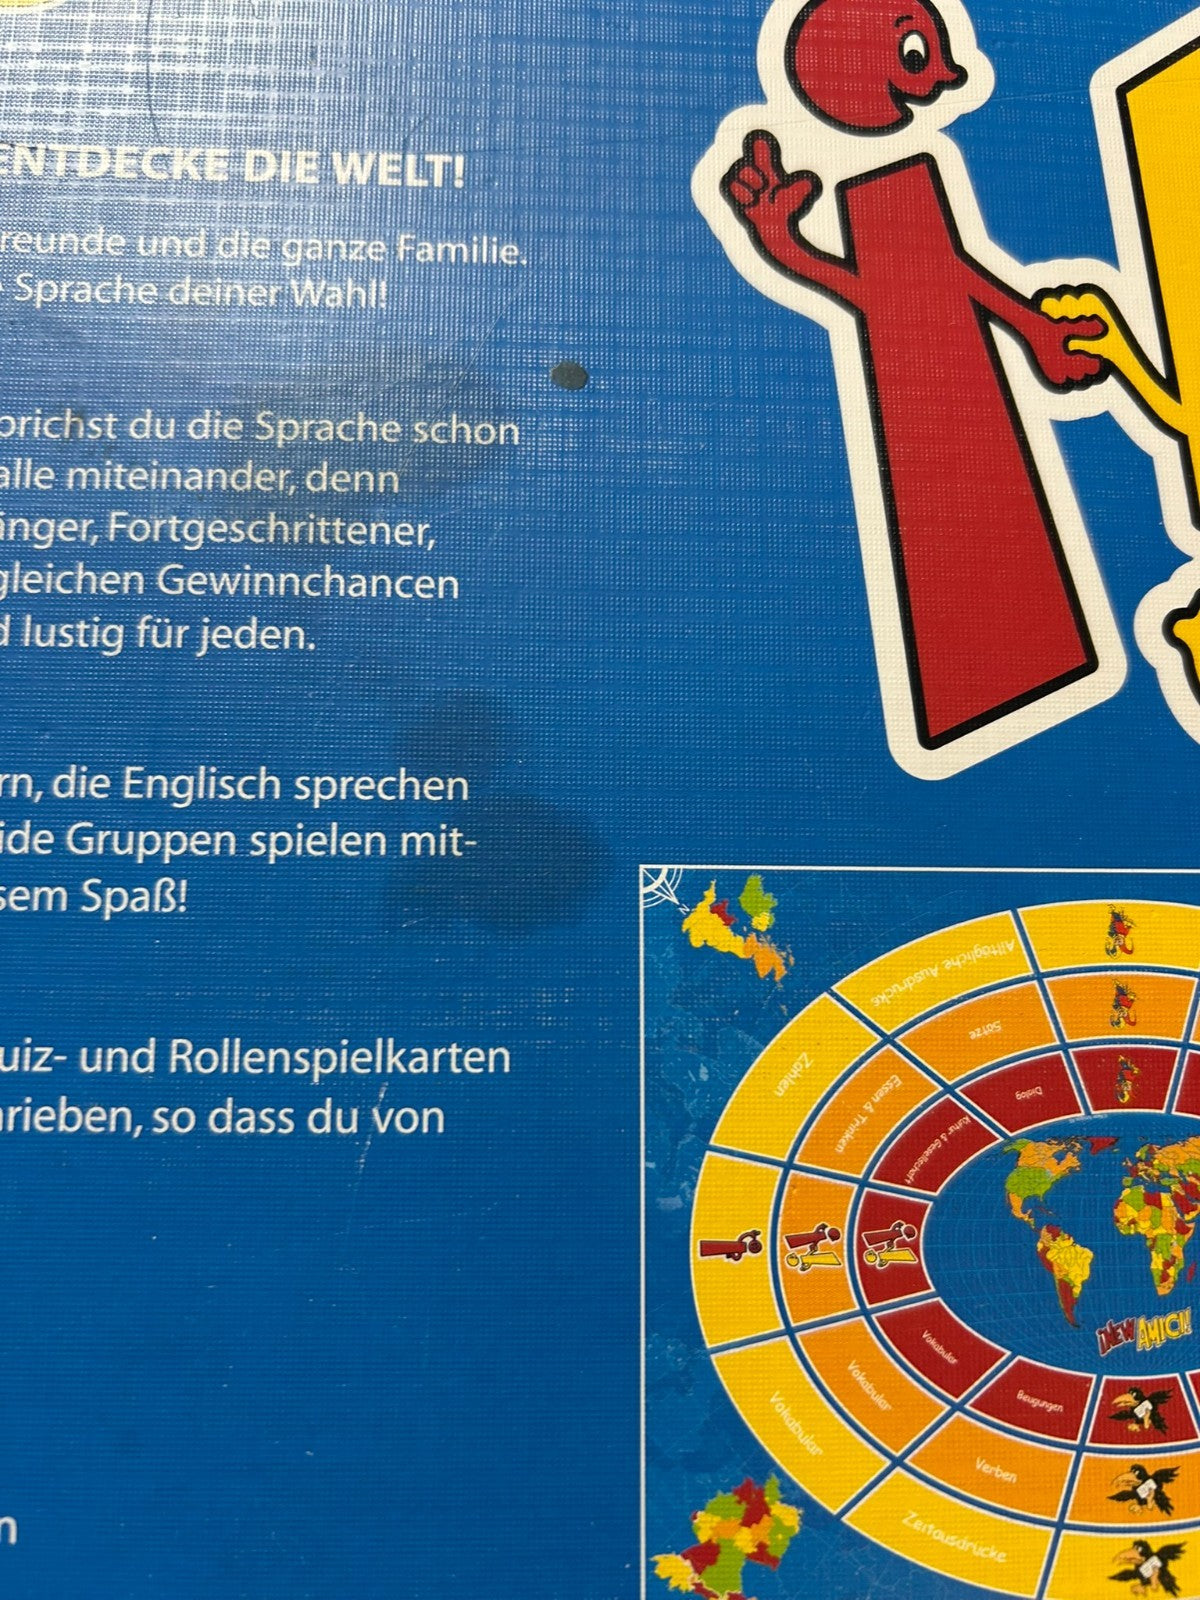 ENTDECKE DIE WELT!
reunde und die ganze Familie.
Sprache deiner Wahl!
prichst du die Sprache schon
alle miteinander, denn
änger, Fortgeschrittener,
gleichen Gewinnchancen
d lustig für jeden.
rn, die Englisch sprechen
ide Gruppen spielen mit-
sem Spaß!
uiz- und Rollenspielkarten
rieben, so dass du von
n
N
Alltägliche Ausdrücke
Sätze
Dialog
Zahlen
Essen & Trinken
Kultur & Gesellschaft
Vokabular
Vokabular
Vokabular
Beugungen
Verben
Zeitausdrücke
¡NEW AMICI!